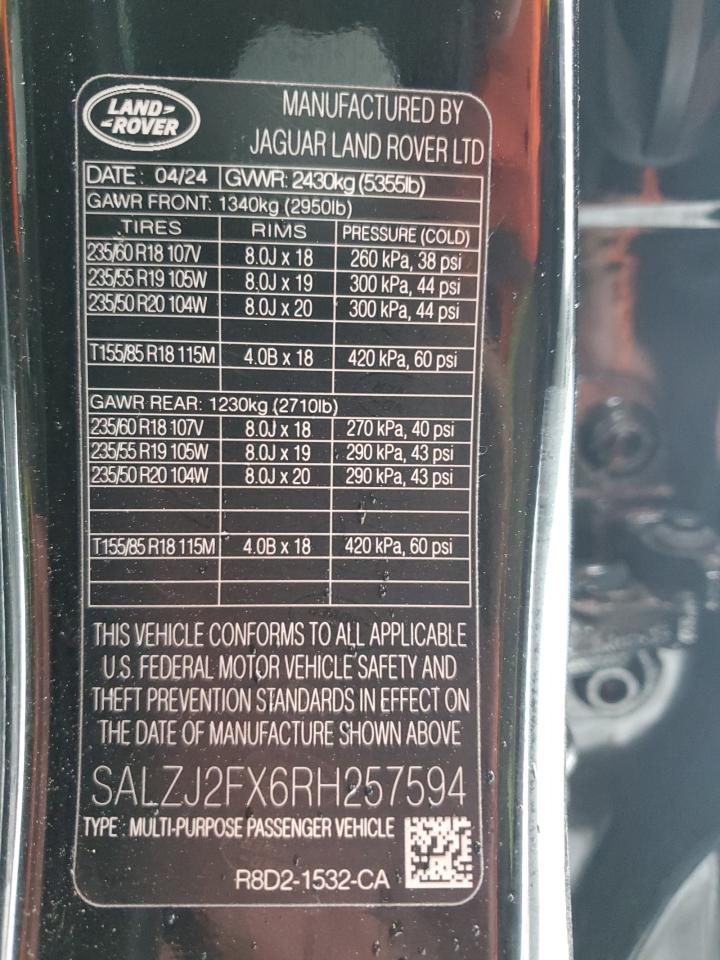 LAND-
-ROVER
MANUFACTURED BY
JAGUAR LAND ROVER LTD
DATE: 04/24 GVWR: 2430kg (5355lb)
GAWR FRONT: 1340kg (2950lb)
TIRES RIMS PRESSURE (COLD)
235/60 R18 107V 8.0J x 18 260 kPa, 38 psi
235/55 R19 105W 8.0J x 19 300 kPa, 44 psi
235/50 R20 104W 8.0J x 20 300 kPa, 44 psi
T155/85 R18 115M 4.0B x 18 420 kPa, 60 psi
GAWR REAR: 1230kg (2710lb)
235/60 R18 107V 8.0J x 18 270 kPa, 40 psi
235/55 R19 105W 8.0J x 19 290 kPa, 43 psi
235/50 R20 104W 8.0J x 20 290 kPa, 43 psi
T155/85 R18 115M 4.0B x 18 420 kPa, 60 psi
THIS VEHICLE CONFORMS TO ALL APPLICABLE
U.S. FEDERAL MOTOR VEHICLE SAFETY AND
THEFT PREVENTION STANDARDS IN EFFECT ON
THE DATE OF MANUFACTURE SHOWN ABOVE
SALZJ2FX6RH257594
TYPE: MULTI-PURPOSE PASSENGER VEHICLE
R8D2-1532-CA